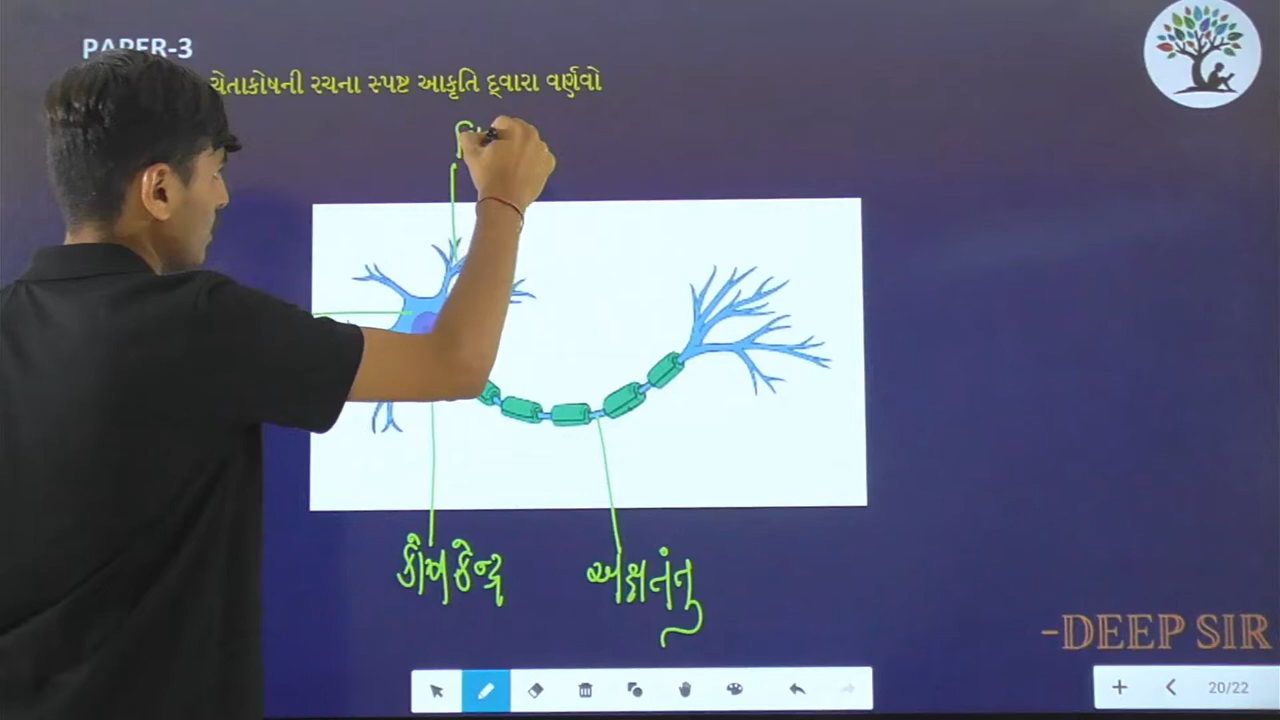 PAPER-3
ચેતાકોષની રચના સ્પષ્ટ આકૃતિ દ્વારા વર્ણવો
કોષકેન્દ્ર
અક્ષતંતુ
-DEEP SIR
20/22